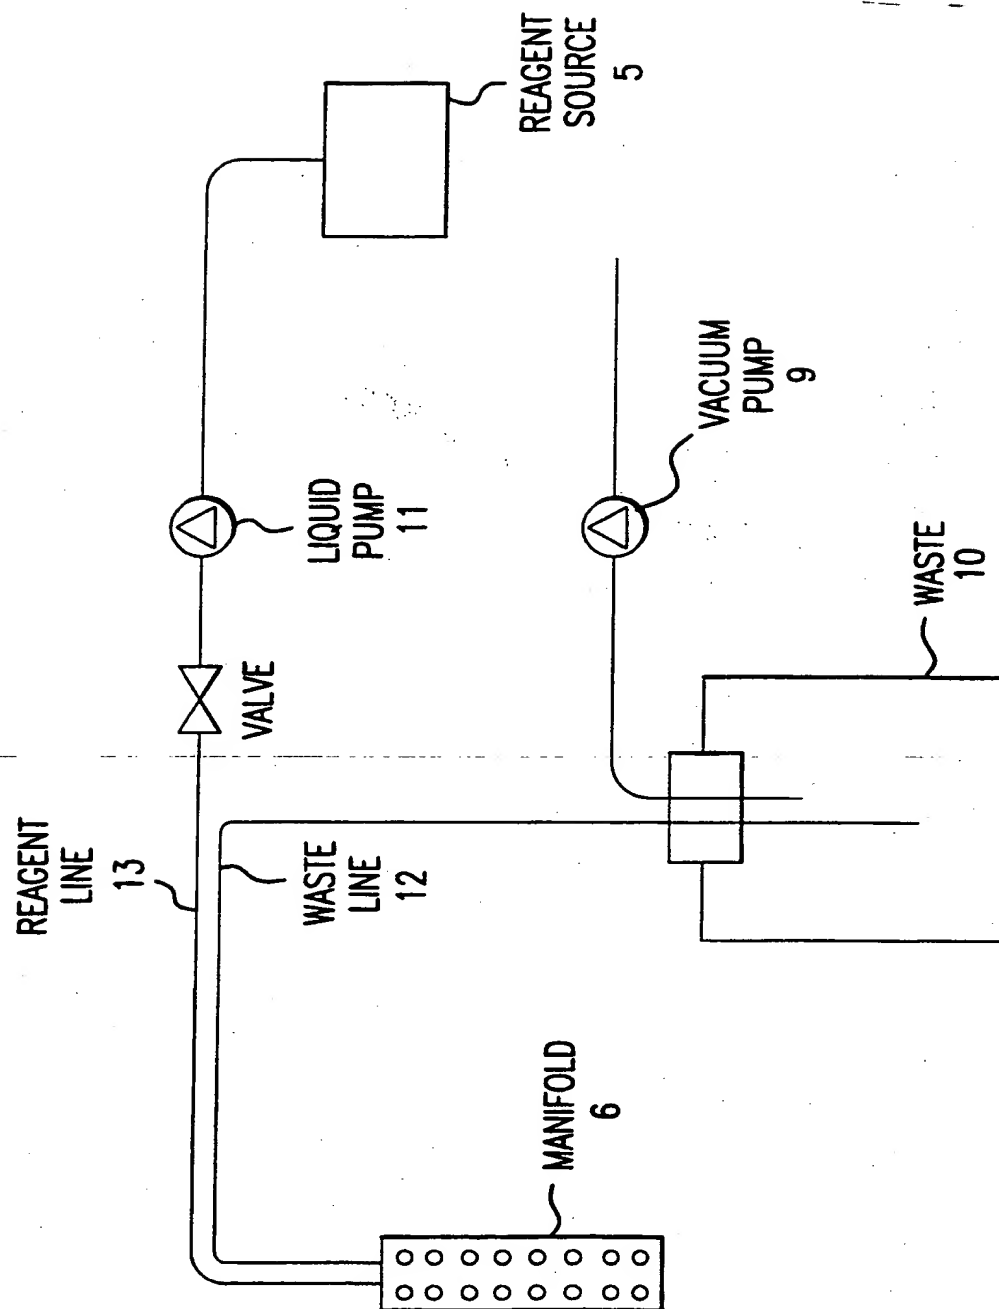 REAGENT
LINE
13
WASTE
LINE
12
VALVE
LIQUID
PUMP
11
REAGENT
SOURCE
5
VACUUM
PUMP
9
WASTE
10
MANIFOLD
6